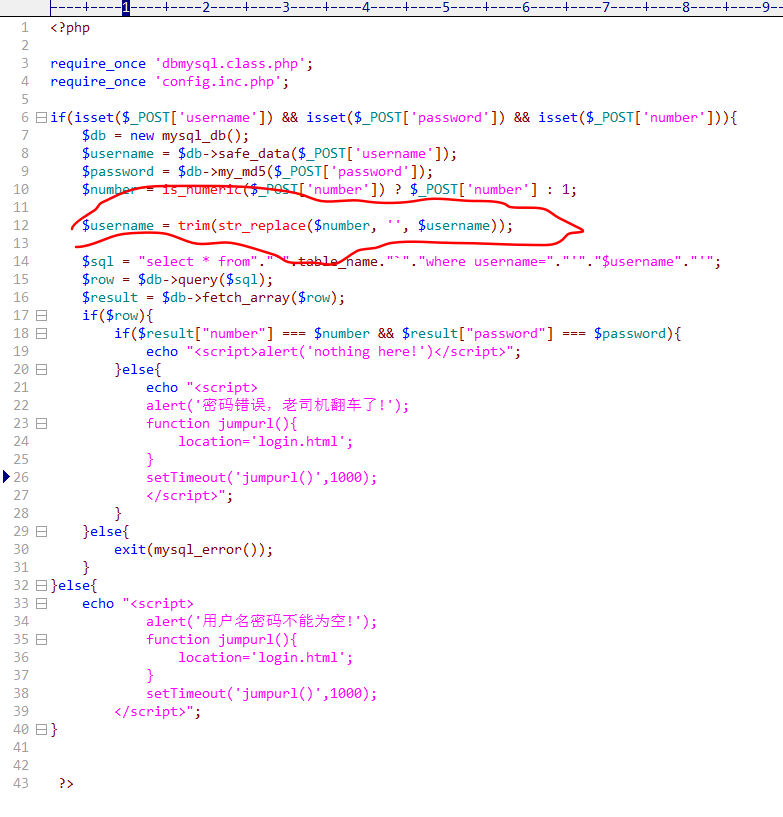 ----+----1----+----2----+----3----+----4----+----5----+----6----+----7----+----8----+----9--
1 <?php
2
3 require_once 'dbmysql.class.php';
4 require_once 'config.inc.php';
5
6 if(isset($_POST['username']) && isset($_POST['password']) && isset($_POST['number'])){
7     $db = new mysql_db();
8     $username = $db->safe_data($_POST['username']);
9     $password = $db->my_md5($_POST['password']);
10     $number = is_numeric($_POST['number']) ? $_POST['number'] : 1;
11
12     $username = trim(str_replace($number, '', $username));
13
14     $sql = "select * from"." ".table_name."`"."where username="."'"."$username"."'";
15     $row = $db->query($sql);
16     $result = $db->fetch_array($row);
17     if($row){
18         if($result["number"] === $number && $result["password"] === $password){
19             echo "<script>alert('nothing here!')</script>";
20         }else{
21             echo "<script>
22             alert('密码错误，老司机翻车了!');
23             function jumpurl(){
24                 location='login.html';
25             }
26             setTimeout('jumpurl()',1000);
27             </script>";
28         }
29     }else{
30         exit(mysql_error());
31     }
32 }else{
33     echo "<script>
34             alert('用户名密码不能为空!');
35             function jumpurl(){
36                 location='login.html';
37             }
38             setTimeout('jumpurl()',1000);
39         </script>";
40 }
41
42
43  ?>